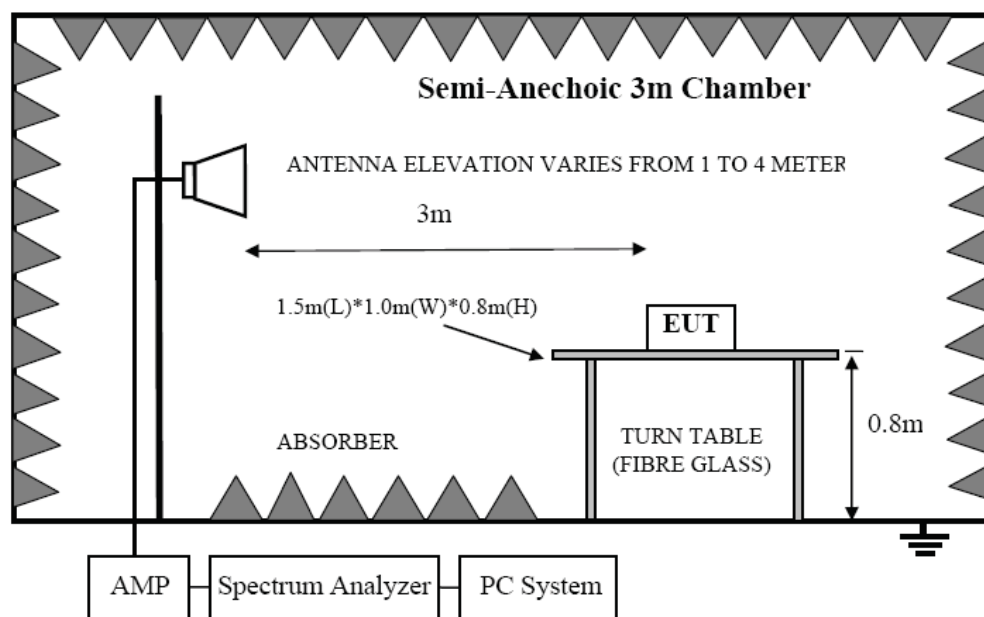 Semi-Anechoic 3m Chamber
ANTENNA ELEVATION VARIES FROM 1 TO 4 METER
3m
1.5m(L)*1.0m(W)*0.8m(H)
EUT
0.8m
ABSORBER
TURN TABLE
(FIBRE GLASS)
AMP
Spectrum Analyzer
PC System